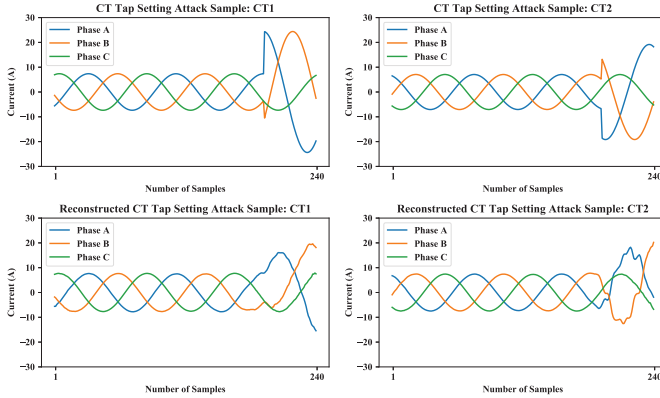 CT Tap Setting Attack Sample: CT1
Current (A)
30
20
10
0
−10
−20
−30
Phase A
Phase B
Phase C
1
240
Number of Samples
CT Tap Setting Attack Sample: CT2
30
20
10
0
−10
−20
−30
Phase A
Phase B
Phase C
1
240
Number of Samples
Reconstructed CT Tap Setting Attack Sample: CT1
Current (A)
30
20
10
0
−10
−20
−30
Phase A
Phase B
Phase C
1
240
Number of Samples
Reconstructed CT Tap Setting Attack Sample: CT2
30
20
10
0
−10
−20
−30
Phase A
Phase B
Phase C
1
240
Number of Samples